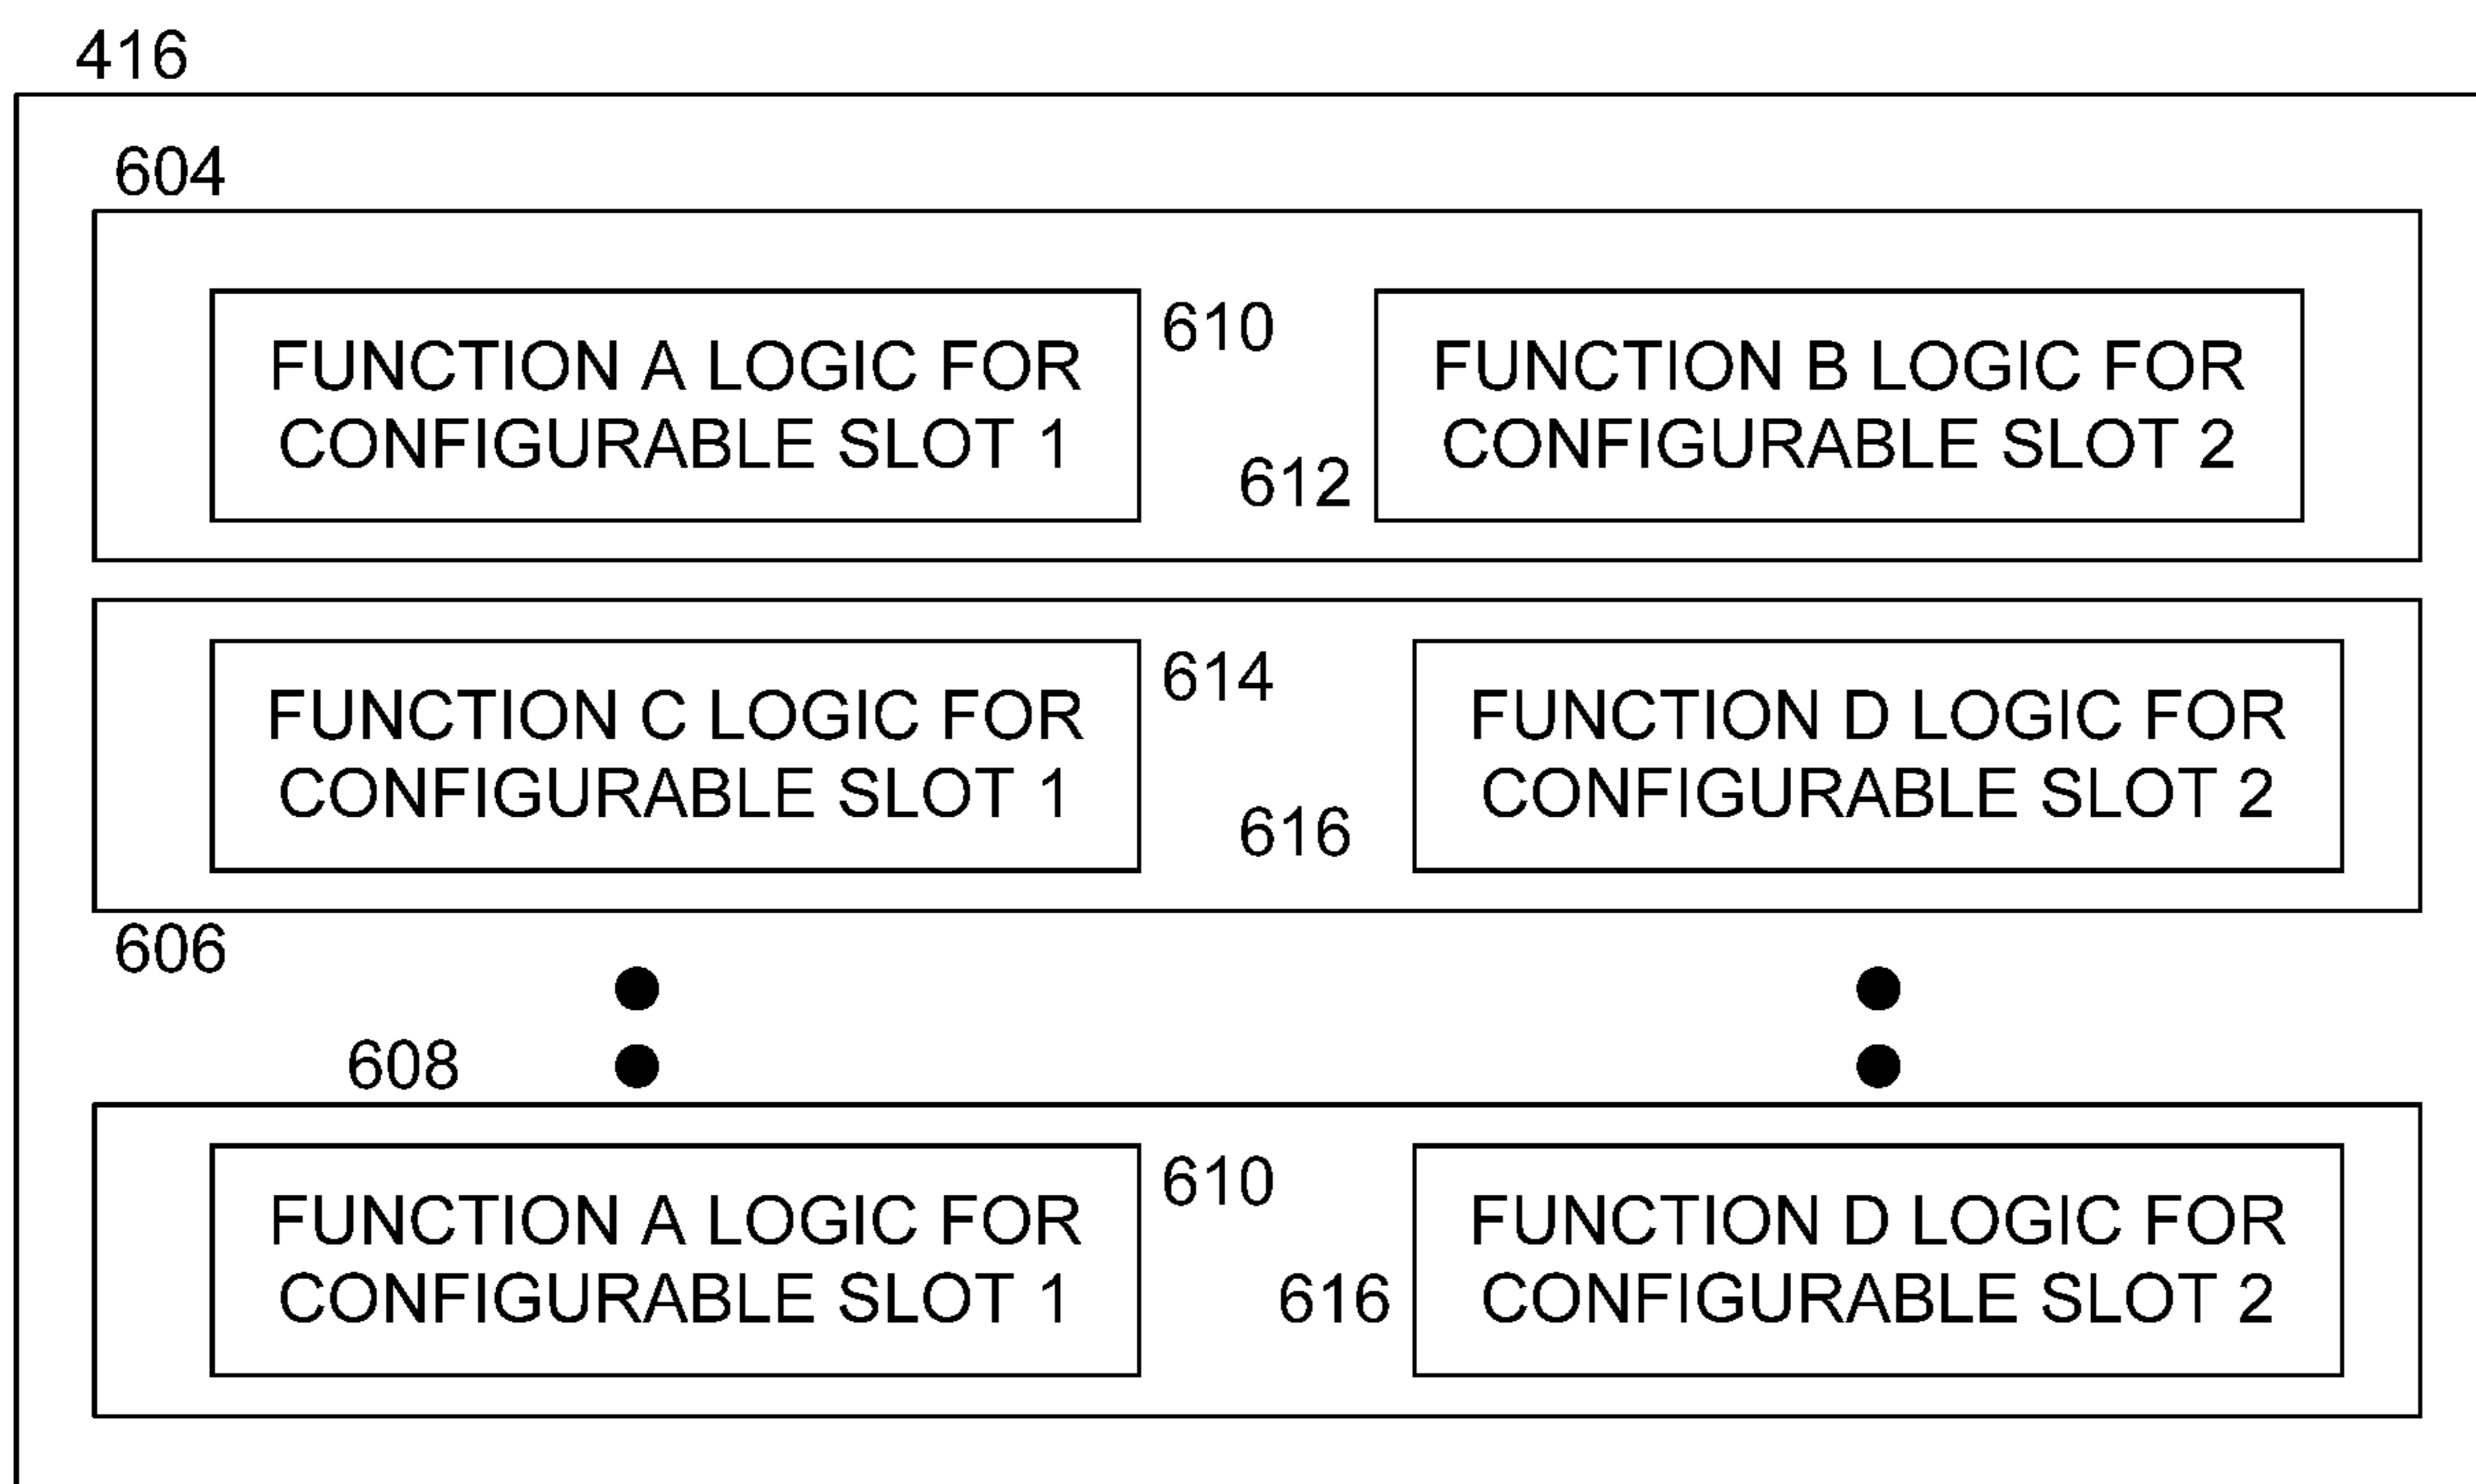 416
604
FUNCTION A LOGIC FOR
CONFIGURABLE SLOT 1
610
612
FUNCTION B LOGIC FOR
CONFIGURABLE SLOT 2
FUNCTION C LOGIC FOR
CONFIGURABLE SLOT 1
614
616
FUNCTION D LOGIC FOR
CONFIGURABLE SLOT 2
606
608
FUNCTION A LOGIC FOR
CONFIGURABLE SLOT 1
610
616
FUNCTION D LOGIC FOR
CONFIGURABLE SLOT 2